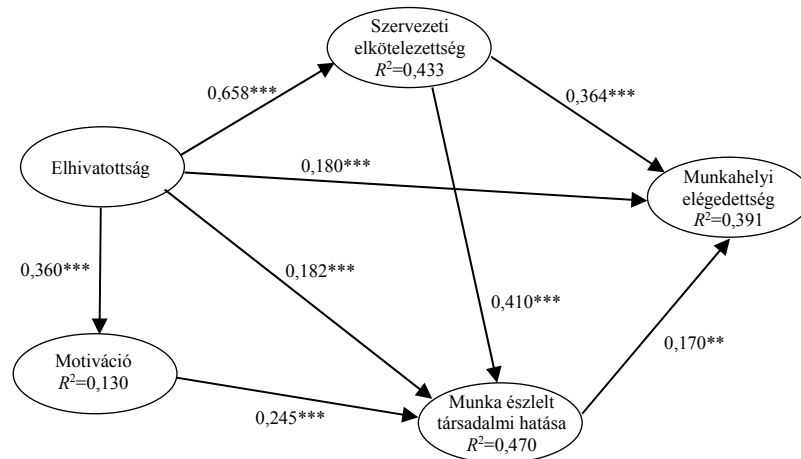 Szervezeti
elkötelezettség
R²=0,433
0,658***
0,364***
Elhivatottság
0,180***
Munkahelyi
elégedettség
R²=0,391
0,360***
0,182***
0,410***
0,170**
Motiváció
R²=0,130
0,245***
Munka észlelt
társadalmi hatása
R²=0,470